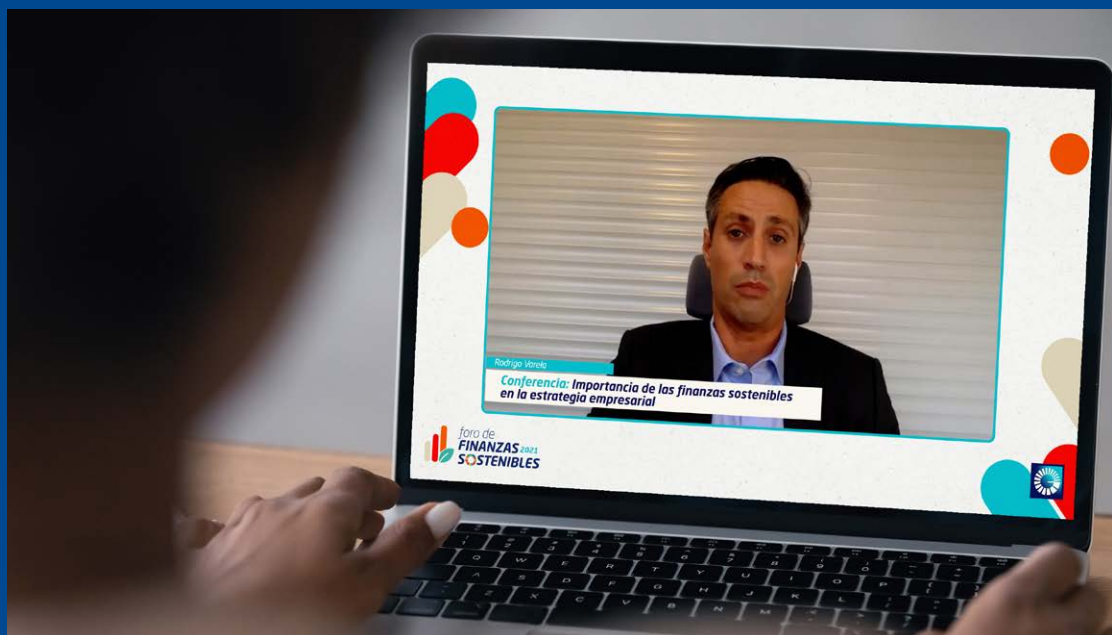 Rodrigo Varela
Conferencia: Importancia de las finanzas sostenibles
en la estrategia empresarial
foro de
FINANZAS 2021
SOSTENIBLES